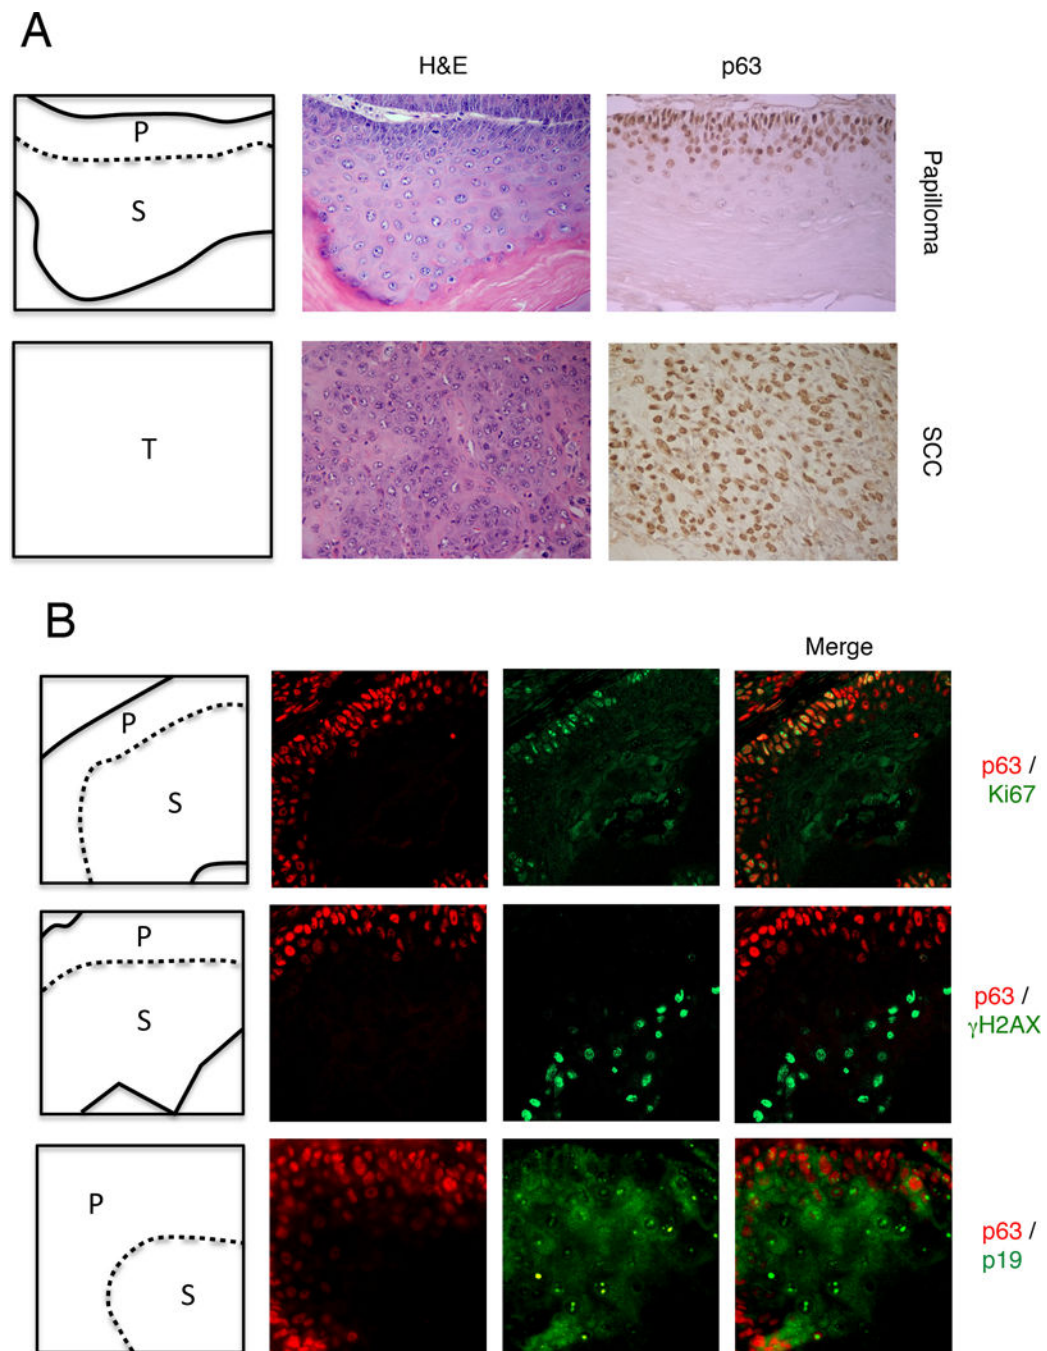 A
H&E
p63
P
S
Papilloma
T
SCC
B
Merge
P
S
p63 /
Ki67
P
S
p63 /
γH2AX
P
S
p63 /
p19